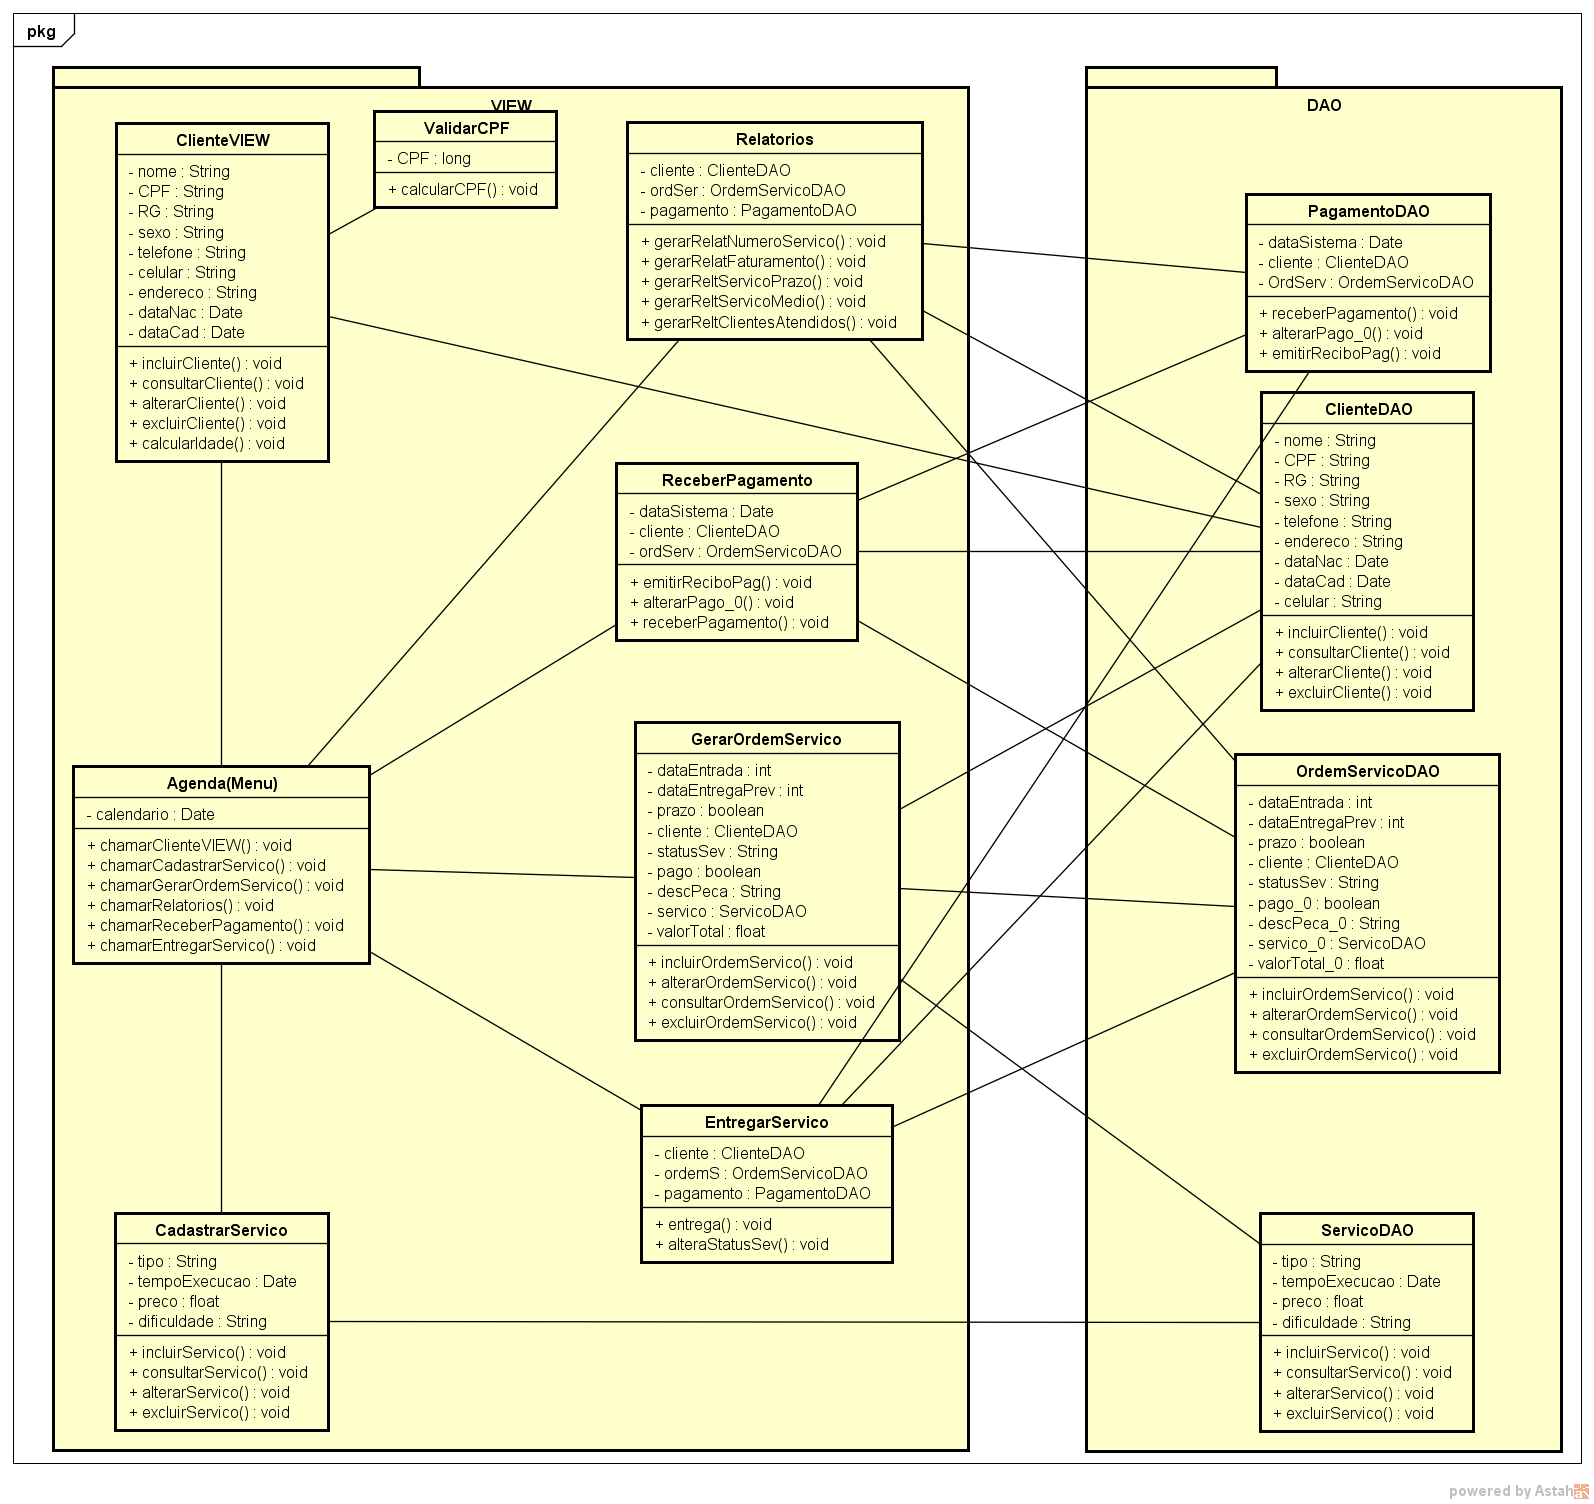 pkg
VIEW
ClienteVIEW
- nome : String
- CPF : String
- RG : String
- sexo : String
- telefone : String
- celular : String
- endereco : String
- dataNac : Date
- dataCad : Date
+ incluirCliente() : void
+ consultarCliente() : void
+ alterarCliente() : void
+ excluirCliente() : void
+ calcularIdade() : void
ValidarCPF
- CPF : long
+ calcularCPF() : void
Relatorios
- cliente : ClienteDAO
- ordSer : OrdemServicoDAO
- pagamento : PagamentoDAO
+ gerarRelatNumeroServico() : void
+ gerarRelatFaturamento() : void
+ gerarReltServicoPrazo() : void
+ gerarReltServicoMedio() : void
+ gerarReltClientesAtendidos() : void
ReceberPagamento
- dataSistema : Date
- cliente : ClienteDAO
- ordServ : OrdemServicoDAO
+ emitirReciboPag() : void
+ alterarPago_0() : void
+ receberPagamento() : void
GerarOrdemServico
- dataEntrada : int
- dataEntregaPrev : int
- prazo : boolean
- cliente : ClienteDAO
- statusSev : String
- pago : boolean
- descPeca : String
- servico : ServicoDAO
- valorTotal : float
+ incluirOrdemServico() : void
+ alterarOrdemServico() : void
+ consultarOrdemServico() : void
+ excluirOrdemServico() : void
Agenda(Menu)
- calendario : Date
+ chamarClienteVIEW() : void
+ chamarCadastrarServico() : void
+ chamarGerarOrdemServico() : void
+ chamarRelatorios() : void
+ chamarReceberPagamento() : void
+ chamarEntregarServico() : void
EntregarServico
- cliente : ClienteDAO
- ordemS : OrdemServicoDAO
- pagamento : PagamentoDAO
+ entrega() : void
+ alteraStatusSev() : void
CadastrarServico
- tipo : String
- tempoExecucao : Date
- preco : float
- dificuldade : String
+ incluirServico() : void
+ consultarServico() : void
+ alterarServico() : void
+ excluirServico() : void
DAO
PagamentoDAO
- dataSistema : Date
- cliente : ClienteDAO
- OrdServ : OrdemServicoDAO
+ receberPagamento() : void
+ alterarPago_0() : void
+ emitirReciboPag() : void
ClienteDAO
- nome : String
- CPF : String
- RG : String
- sexo : String
- telefone : String
- endereco : String
- dataNac : Date
- dataCad : Date
- celular : String
+ incluirCliente() : void
+ consultarCliente() : void
+ alterarCliente() : void
+ excluirCliente() : void
OrdemServicoDAO
- dataEntrada : int
- dataEntregaPrev : int
- prazo : boolean
- cliente : ClienteDAO
- statusSev : String
- pago_0 : boolean
- descPeca_0 : String
- servico_0 : ServicoDAO
- valorTotal_0 : float
+ incluirOrdemServico() : void
+ alterarOrdemServico() : void
+ consultarOrdemServico() : void
+ excluirOrdemServico() : void
ServicoDAO
- tipo : String
- tempoExecucao : Date
- preco : float
- dificuldade : String
+ incluirServico() : void
+ consultarServico() : void
+ alterarServico() : void
+ excluirServico() : void
powered by Astah